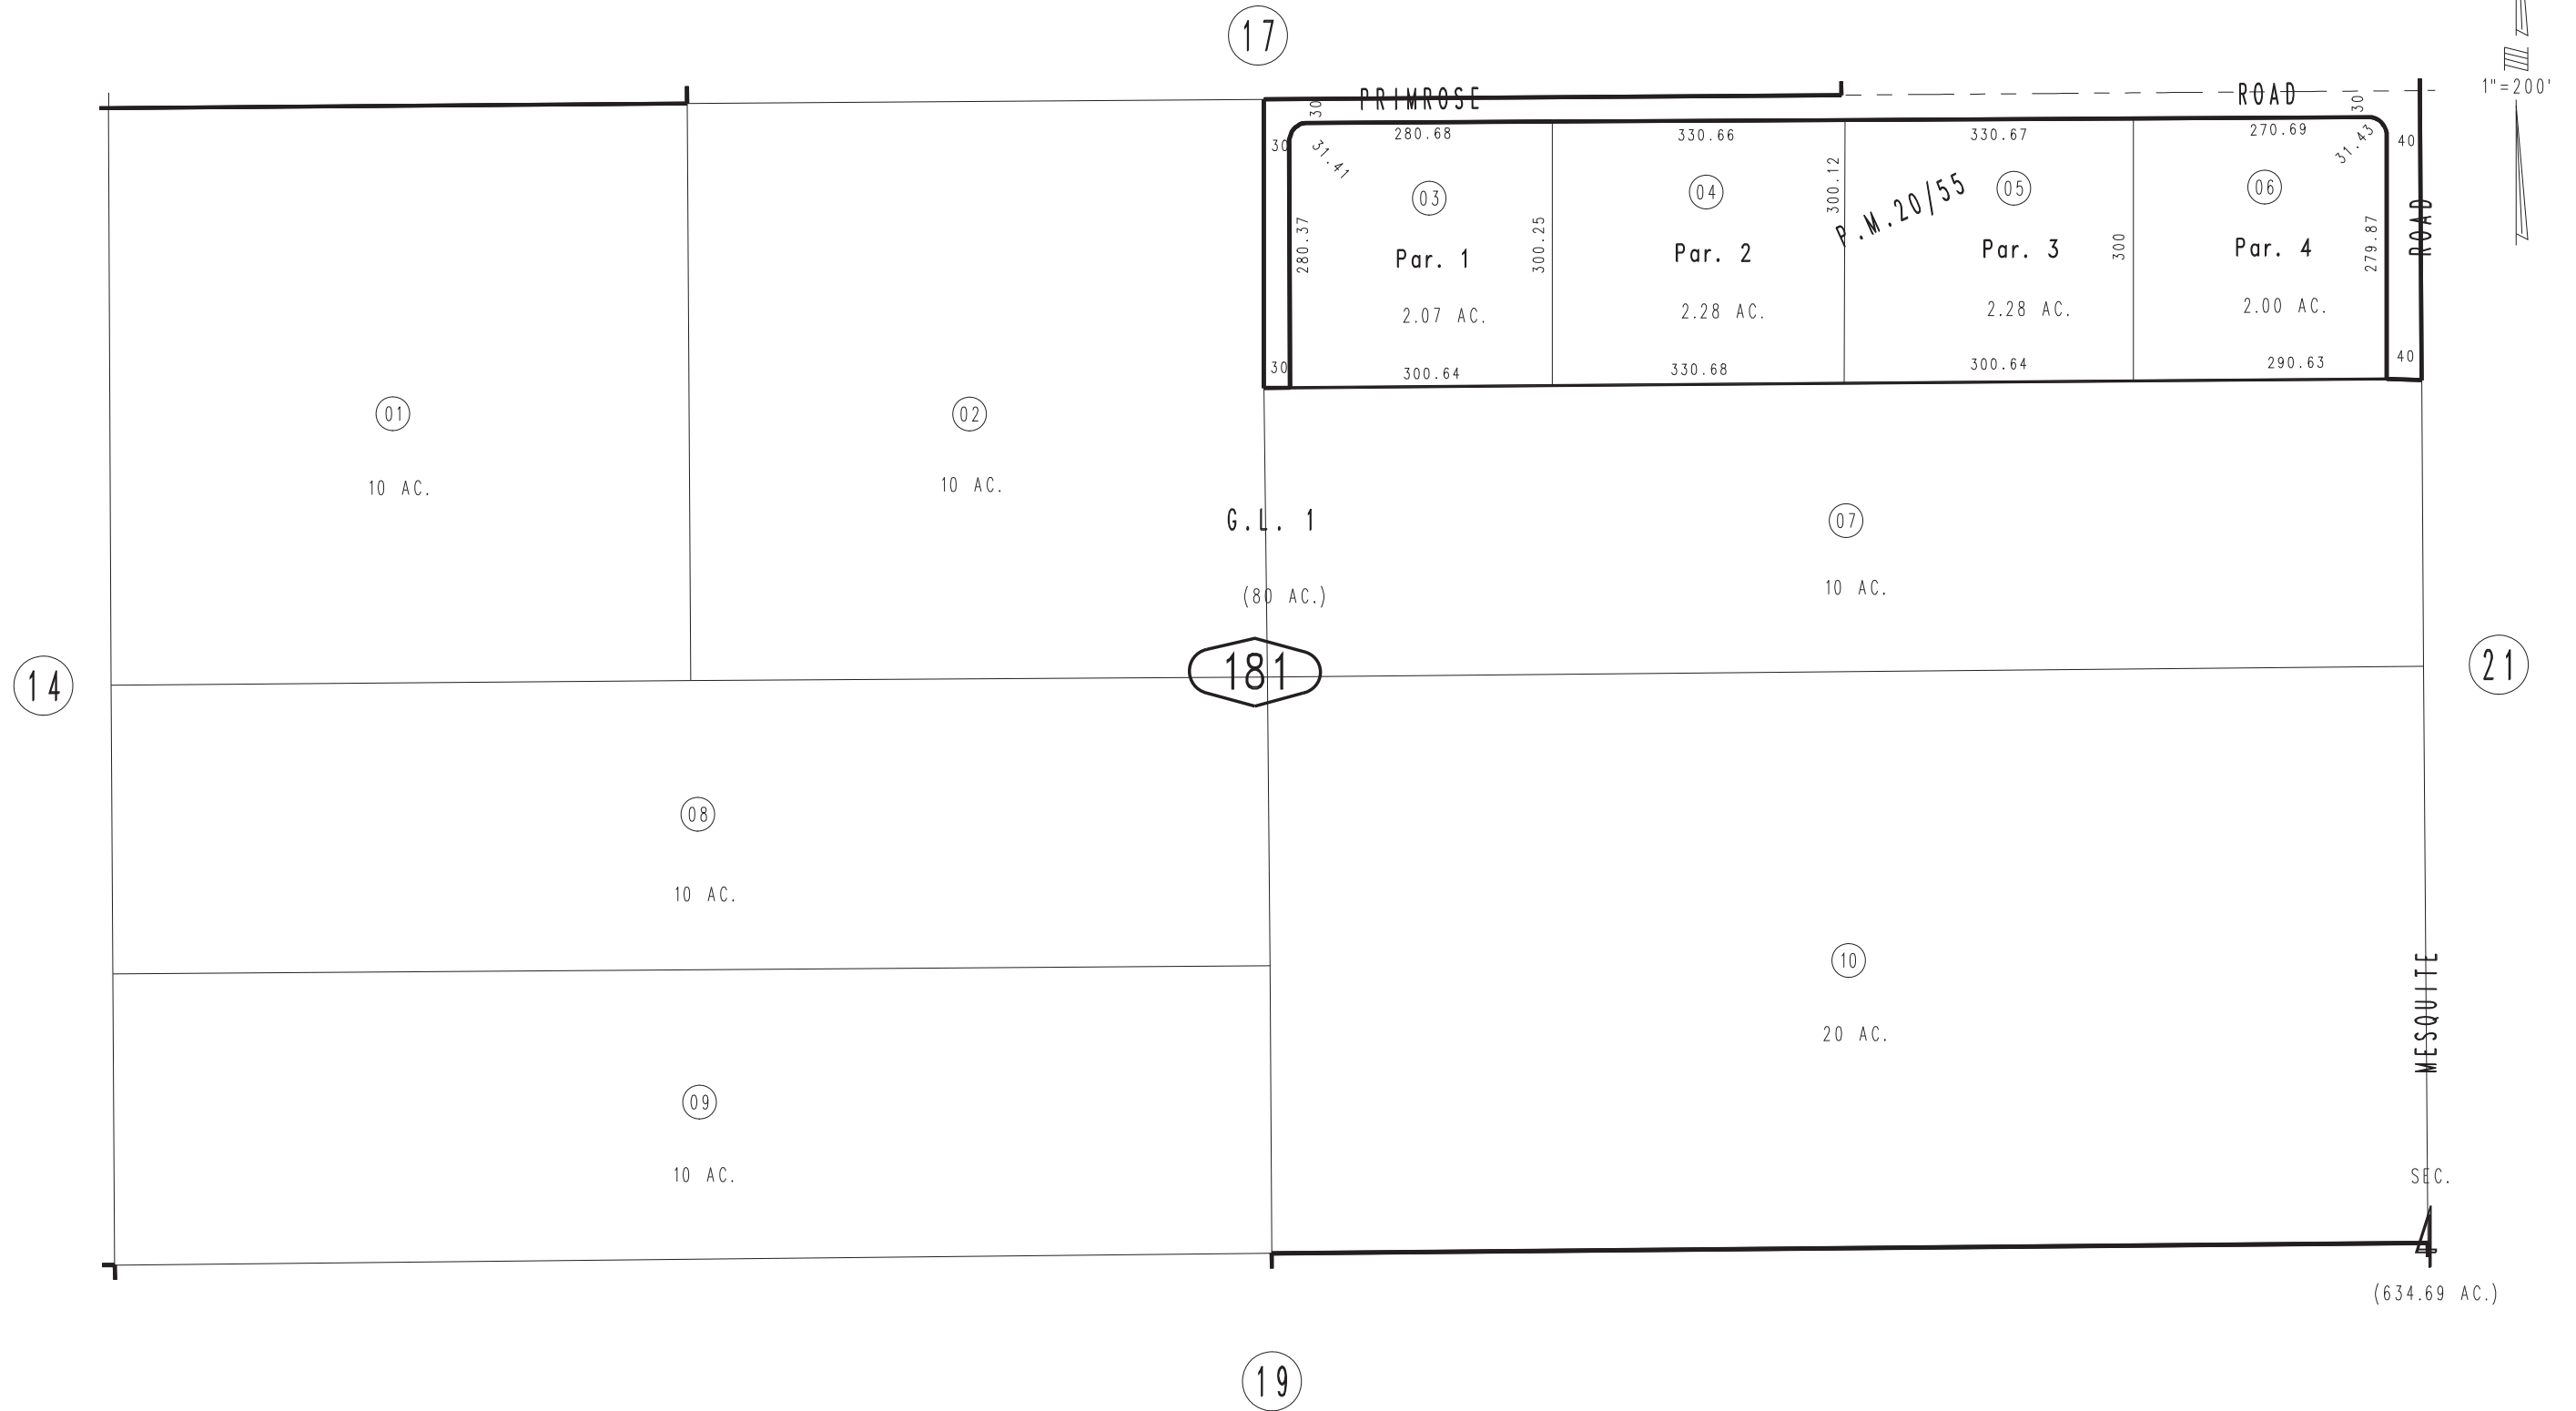 17
1"=200'
PRIMROSE ROAD
30
30
30
40
280.68
330.66
330.67
270.69
31.41
31.43
03
04
05
06
280.37
300.25
300.12
300
279.87
P.M.20/55
ROAD
Par. 1
Par. 2
Par. 3
Par. 4
2.07 AC.
2.28 AC.
2.28 AC.
2.00 AC.
30
300.64
330.68
300.64
290.63
40
01
02
10 AC.
10 AC.
G.L. 1
07
(80 AC.)
10 AC.
14
181
21
08
10 AC.
10
20 AC.
MESQUITE
09
10 AC.
SEC.
4
(634.69 AC.)
19